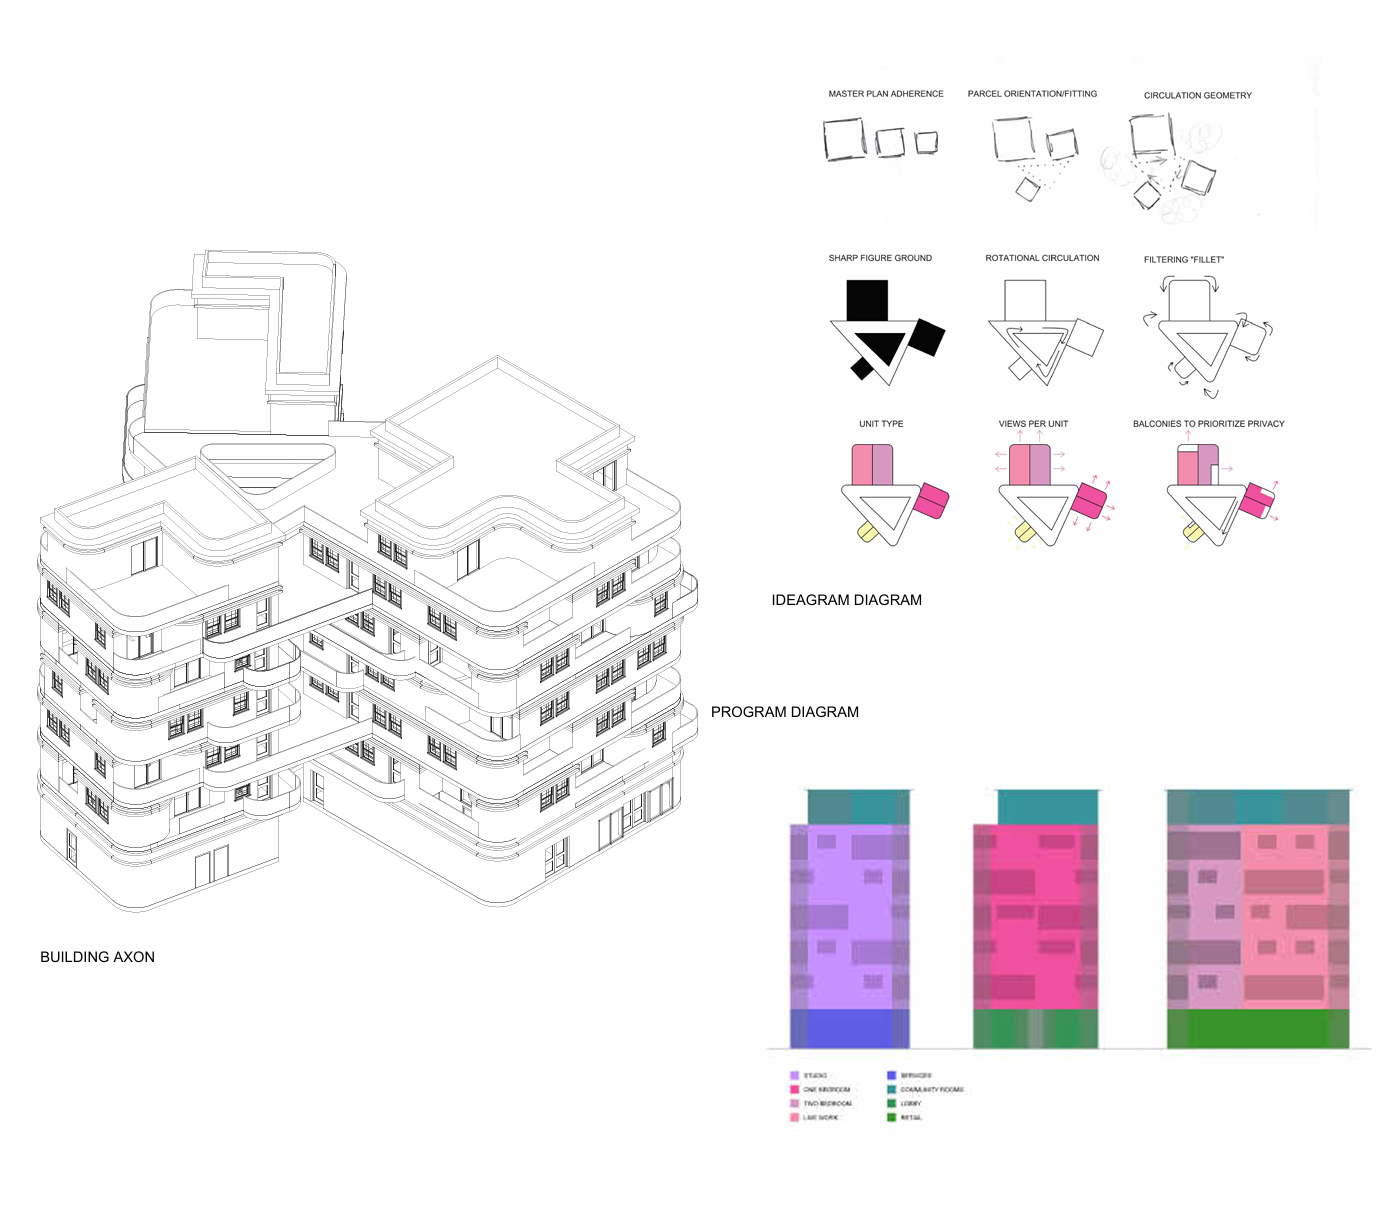 MASTER PLAN ADHERENCE
PARCEL ORIENTATION/FITTING
CIRCULATION GEOMETRY
SHARP FIGURE GROUND
ROTATIONAL CIRCULATION
FILTERING "FILLET"
UNIT TYPE
VIEWS PER UNIT
BALCONIES TO PRIORITIZE PRIVACY
IDEAGRAM DIAGRAM
PROGRAM DIAGRAM
BUILDING AXON
STUDIO
ONE BEDROOM
TWO BEDROOM
LIVE WORK
SERVICES
COMMUNITY ROOMS
LOBBY
RETAIL